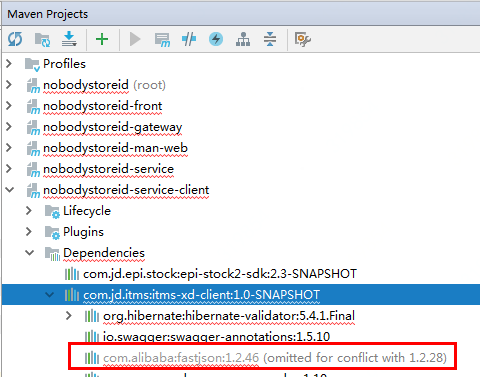 Maven Projects
Profiles
nobodystoreid (root)
nobodystoreid-front
nobodystoreid-gateway
nobodystoreid-man-web
nobodystoreid-service
nobodystoreid-service-client
Lifecycle
Plugins
Dependencies
com.jd.epi.stock:epi-stock2-sdk:2.3-SNAPSHOT
com.jd.itms:itms-xd-client:1.0-SNAPSHOT
org.hibernate:hibernate-validator:5.4.1.Final
io.swagger:swagger-annotations:1.5.10
com.alibaba:fastjson:1.2.46 (omitted for conflict with 1.2.28)